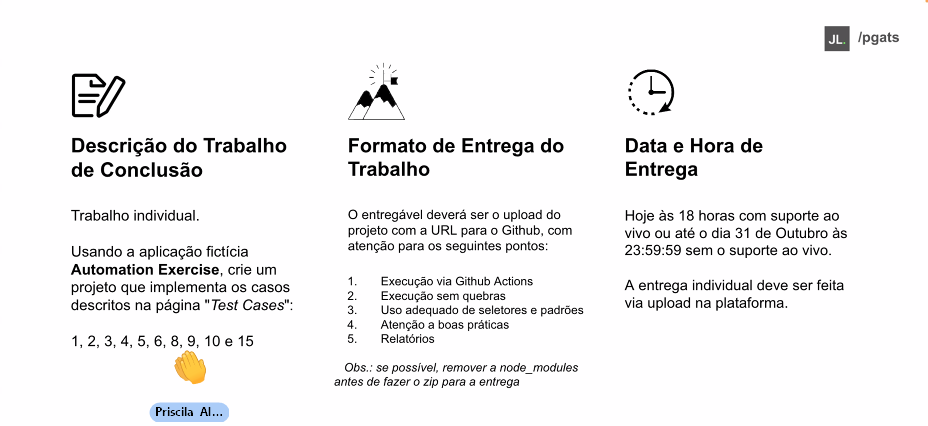 JL.
/pgats
Descrição do Trabalho
de Conclusão
Trabalho individual.
Usando a aplicação fictícia
Automation Exercise, crie um
projeto que implementa os casos
descritos na página "Test Cases":
1, 2, 3, 4, 5, 6, 8, 9, 10 e 15
Priscila Al...
Formato de Entrega do
Trabalho
O entregável deverá ser o upload do
projeto com a URL para o Github, com
atenção para os seguintes pontos:
1. Execução via Github Actions
2. Execução sem quebras
3. Uso adequado de seletores e padrões
4. Atenção a boas práticas
5. Relatórios
Obs.: se possível, remover a node_modules
antes de fazer o zip para a entrega
Data e Hora de
Entrega
Hoje às 18 horas com suporte ao
vivo ou até o dia 31 de Outubro às
23:59:59 sem o suporte ao vivo.
A entrega individual deve ser feita
via upload na plataforma.